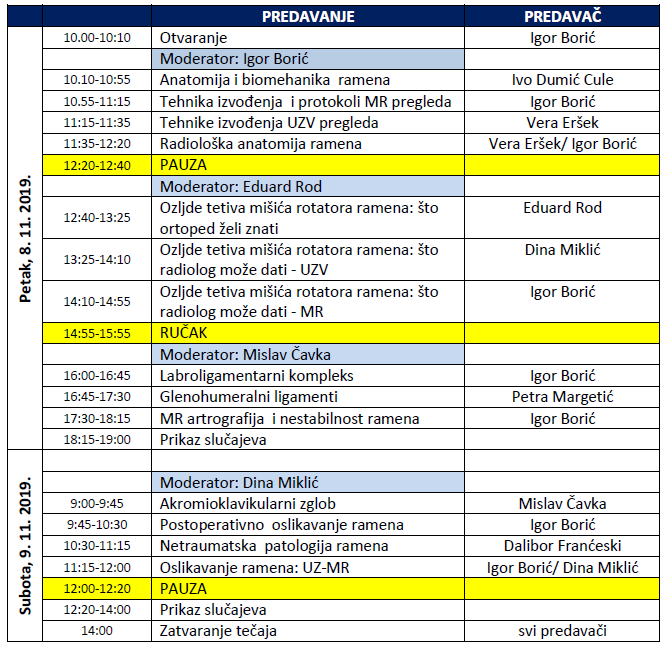 PREDAVANJE PREDAVAČ
Petak, 8. 11. 2019.
10.00-10:10 Otvaranje Igor Borić
Moderator: Igor Borić
10.10-10:55 Anatomija i biomehanika ramena Ivo Dumić Cule
10.55-11:15 Tehnika izvođenja i protokoli MR pregleda Igor Borić
11:15-11:35 Tehnike izvođenja UZV pregleda Vera Eršek
11:35-12:20 Radiološka anatomija ramena Vera Eršek/ Igor Borić
12:20-12:40 PAUZA
Moderator: Eduard Rod
12:40-13:25 Ozljde tetiva mišića rotatora ramena: što Eduard Rod
ortoped želi znati
13:25-14:10 Ozljde tetiva mišića rotatora ramena: što Dina Miklić
radiolog može dati - UZV
14:10-14:55 Ozljde tetiva mišića rotatora ramena: što Igor Borić
radiolog može dati - MR
14:55-15:55 RUČAK
Moderator: Mislav Čavka
16:00-16:45 Labroligamentarni kompleks Igor Borić
16:45-17:30 Glenohumeralni ligamenti Petra Margetić
17:30-18:15 MR artrografija i nestabilnost ramena Igor Borić
18:15-19:00 Prikaz slučajeva
Subota, 9. 11. 2019.
Moderator: Dina Miklić
9:00-9:45 Akromioklavikularni zglob Mislav Čavka
9:45-10:30 Postoperativno oslikavanje ramena Igor Borić
10:30-11:15 Netraumatska patologija ramena Dalibor Franćeski
11:15-12:00 Oslikavanje ramena: UZ-MR Igor Borić/ Dina Miklić
12:00-12:20 PAUZA
12:20-14:00 Prikaz slučajeva
14:00 Zatvaranje tečaja svi predavači